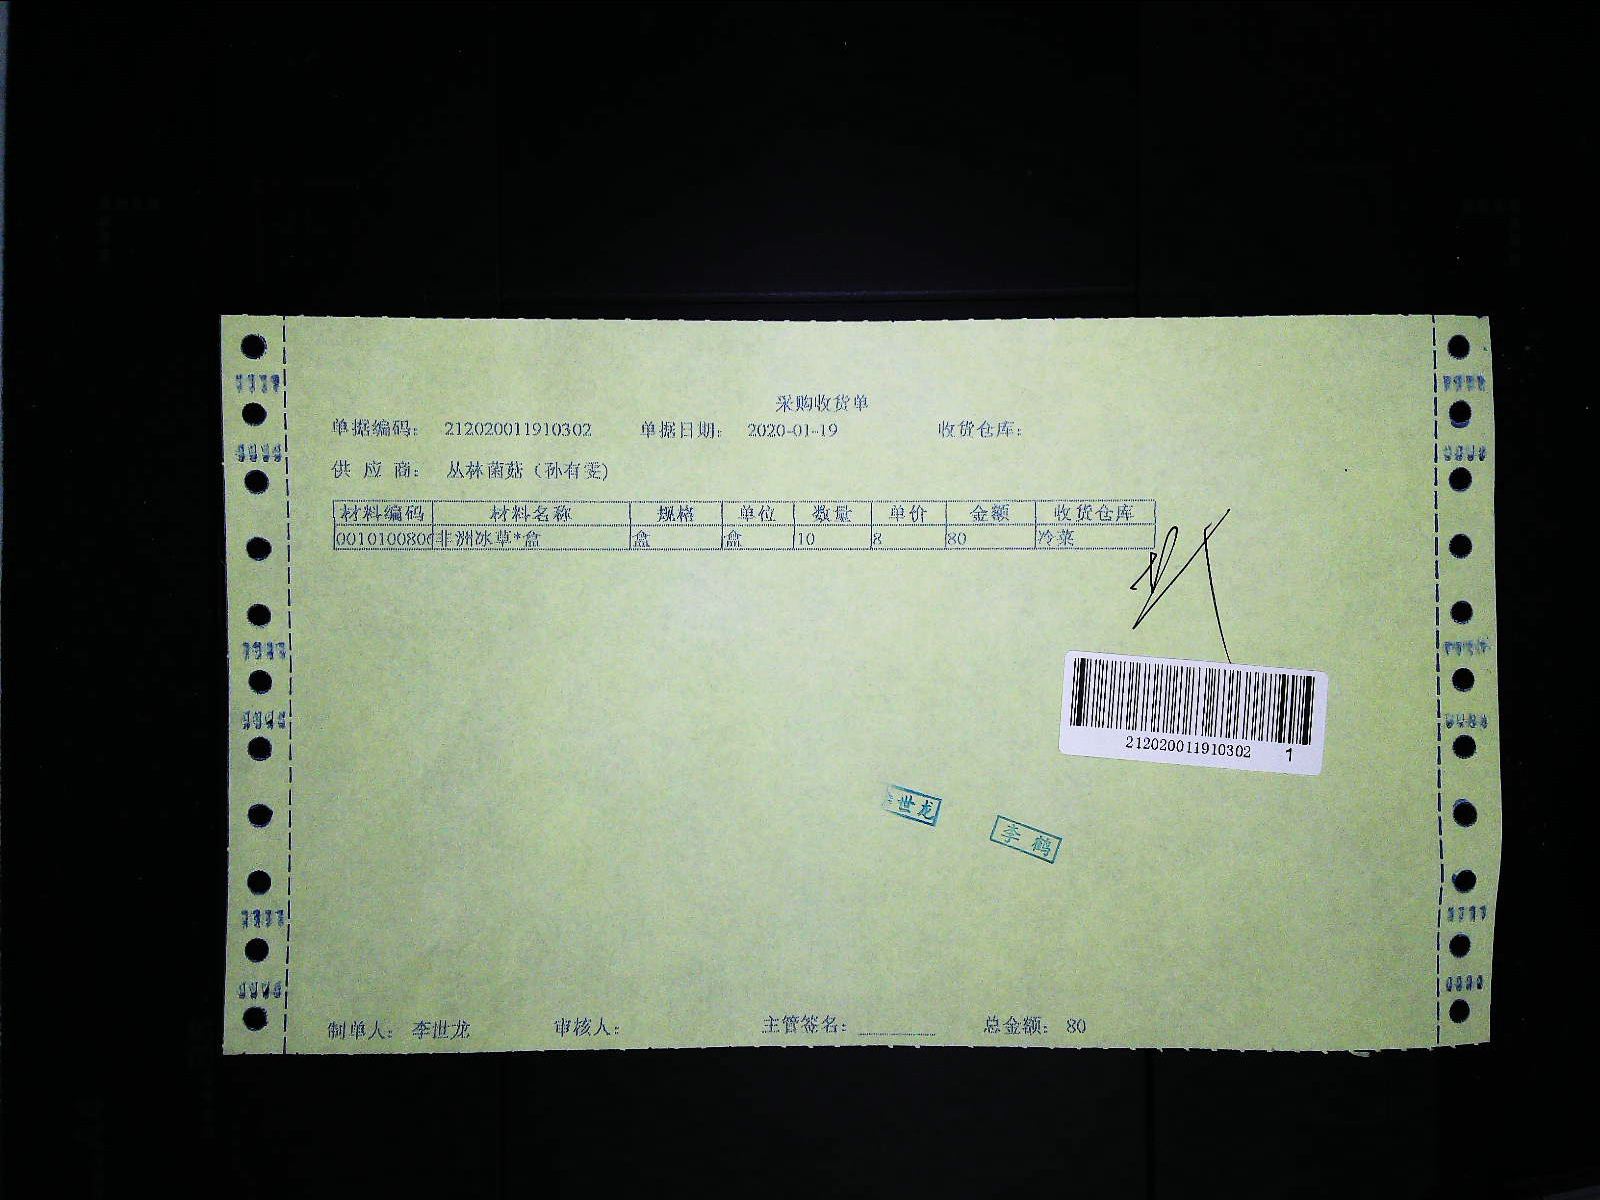 采购收货单
单据编码: 212020011910302 单据日期: 2020-01-19 收货仓库:
供应商: 丛林菌菇（孙有雯）
材料编码 材料名称 规格 单位 数量 单价 金额 收货仓库
0010100806 非洲冰草*盒 盒 盒 10 8 80 冷菜
212020011910302 1
世龙
李鹤
制单人: 李世龙 审核人: 主管签名: 总金额: 80